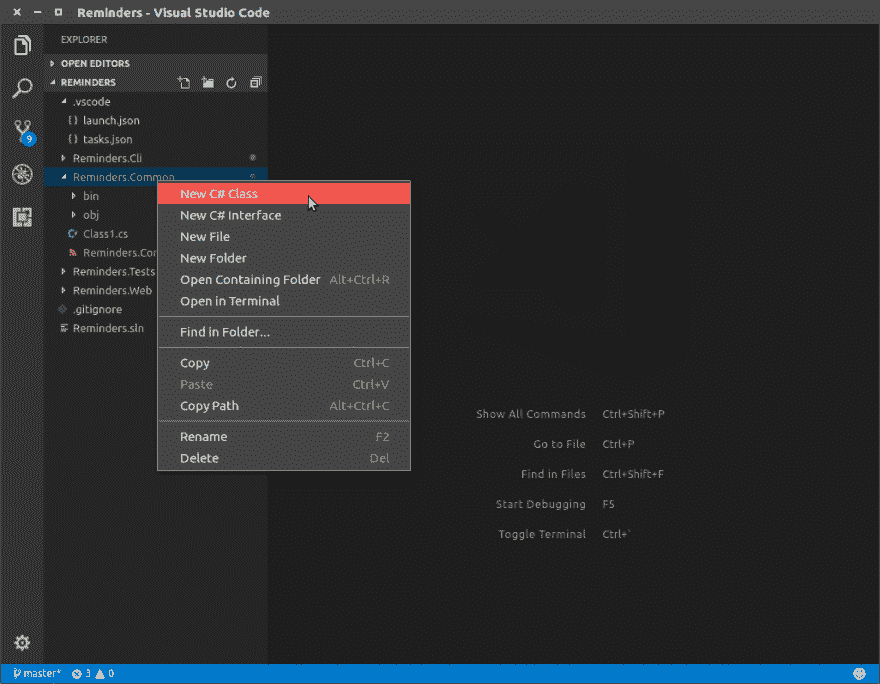 Reminders - Visual Studio Code
EXPLORER
OPEN EDITORS
REMINDERS
.vscode
{} launch.json
{} tasks.json
Reminders.Cli
Reminders.Common
bin
obj
Class1.cs
Reminders.Cor
Reminders.Tests
Reminders.Web
.gitignore
Reminders.sln
9
New C# Class
New C# Interface
New File
New Folder
Open Containing Folder Alt+Ctrl+R
Open in Terminal
Find in Folder...
Copy Ctrl+C
Paste Ctrl+V
Copy Path Alt+Ctrl+C
Rename F2
Delete Del
Show All Commands Ctrl+Shift+P
Go to File Ctrl+P
Find in Files Ctrl+Shift+F
Start Debugging F5
Toggle Terminal Ctrl+`
master* 3 0